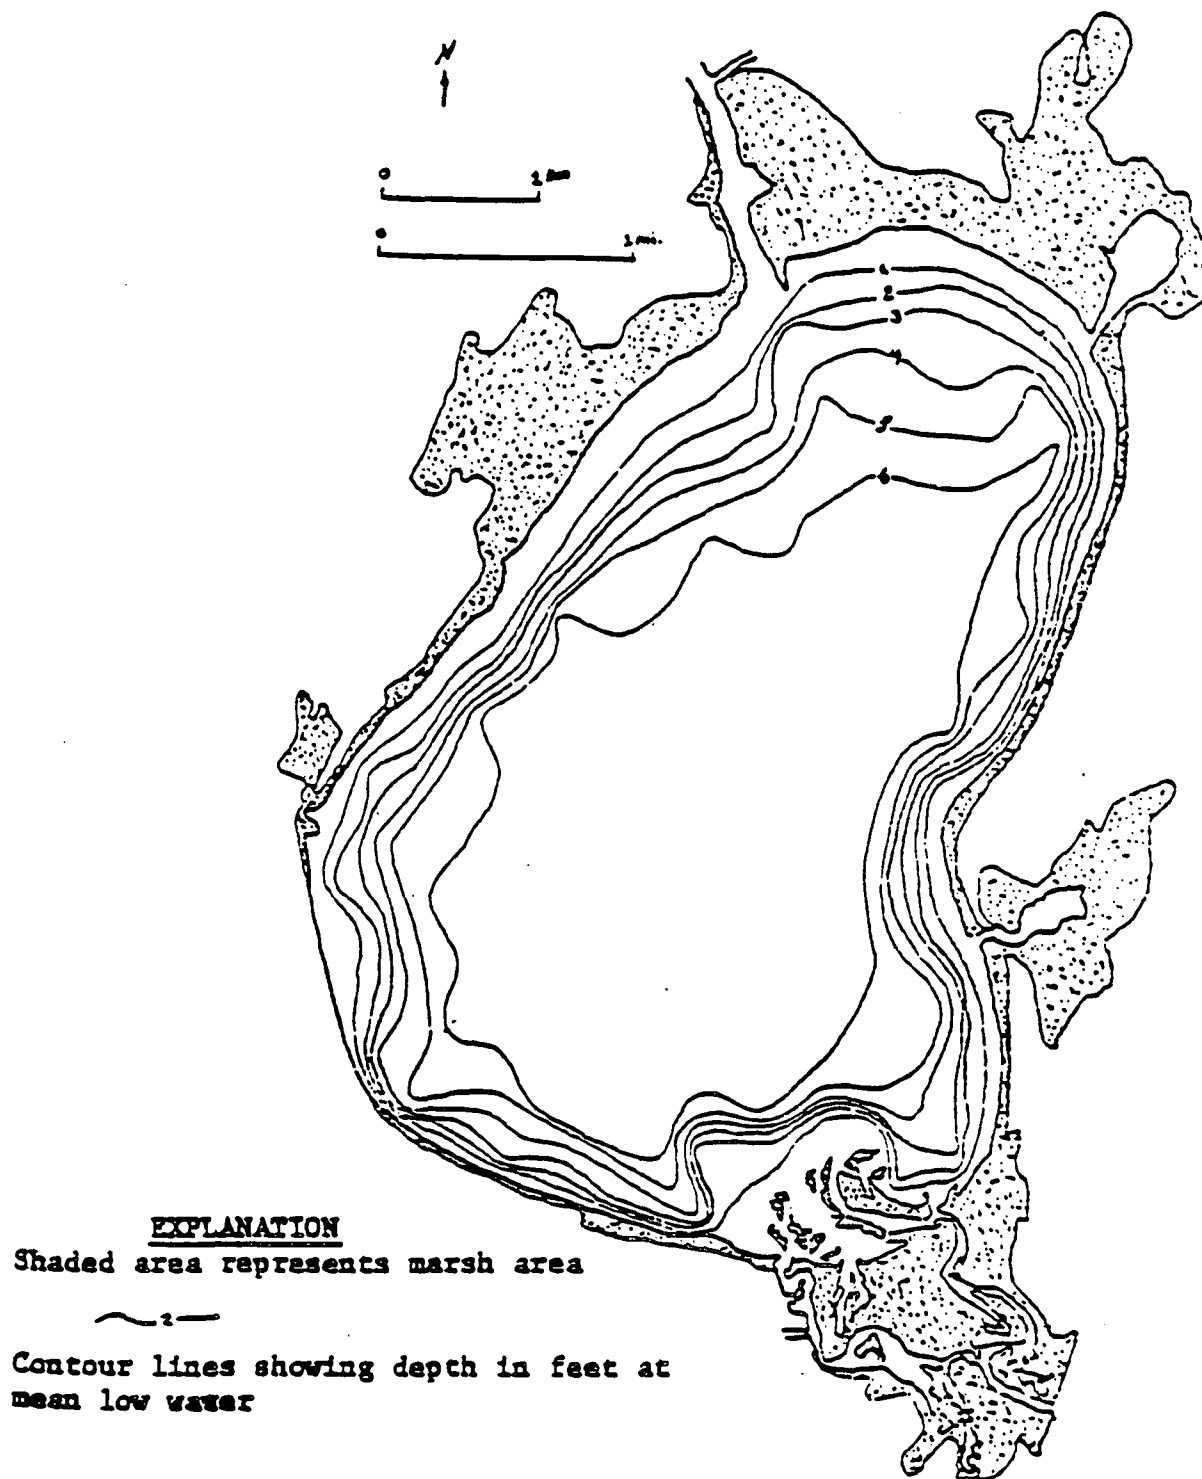 N
0 1 km
0 1 mi.
1
2
3
4
5
6
EXPLANATION
Shaded area represents marsh area
2
Contour lines showing depth in feet at
mean low water